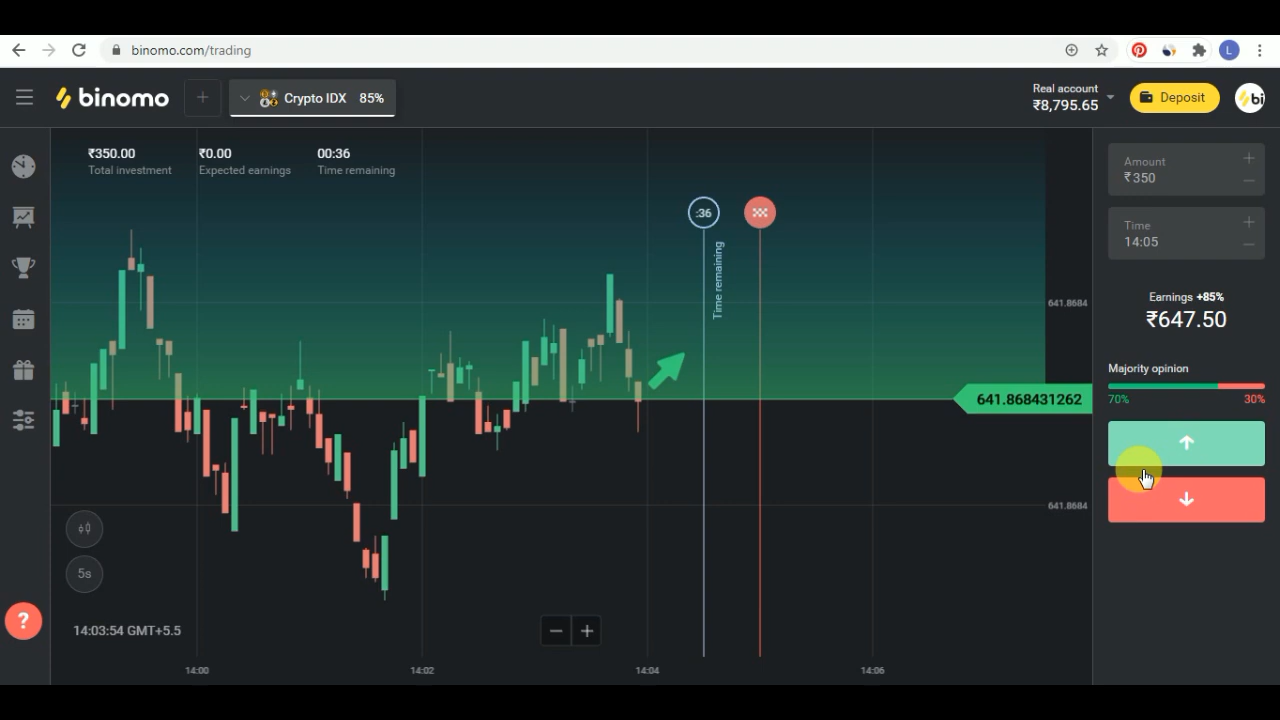 binomo.com/trading
L
binomo
Crypto IDX 85%
Real account
₹8,795.65
Deposit
bi
₹350.00
Total investment
₹0.00
Expected earnings
00:36
Time remaining
:36
Time remaining
641.8684
641.868431262
641.8684
Amount
₹350
Time
14:05
Earnings +85%
₹647.50
Majority opinion
70%
30%
5s
?
14:03:54 GMT+5.5
14:00
14:02
14:04
14:06